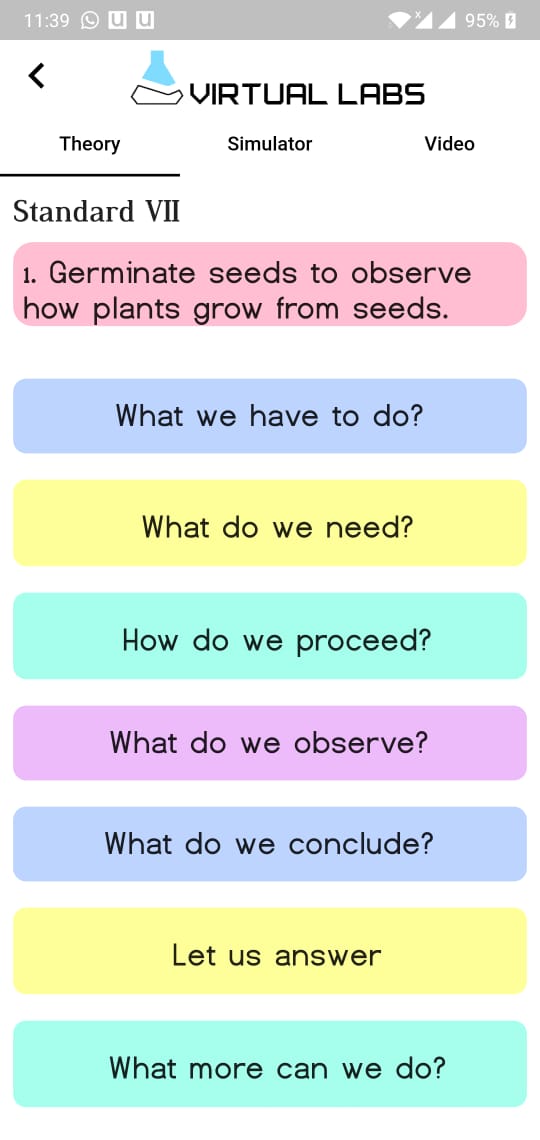 11:39 95%
VIRTUAL LABS
Theory Simulator Video
Standard VII
1. Germinate seeds to observe
how plants grow from seeds.
What we have to do?
What do we need?
How do we proceed?
What do we observe?
What do we conclude?
Let us answer
What more can we do?